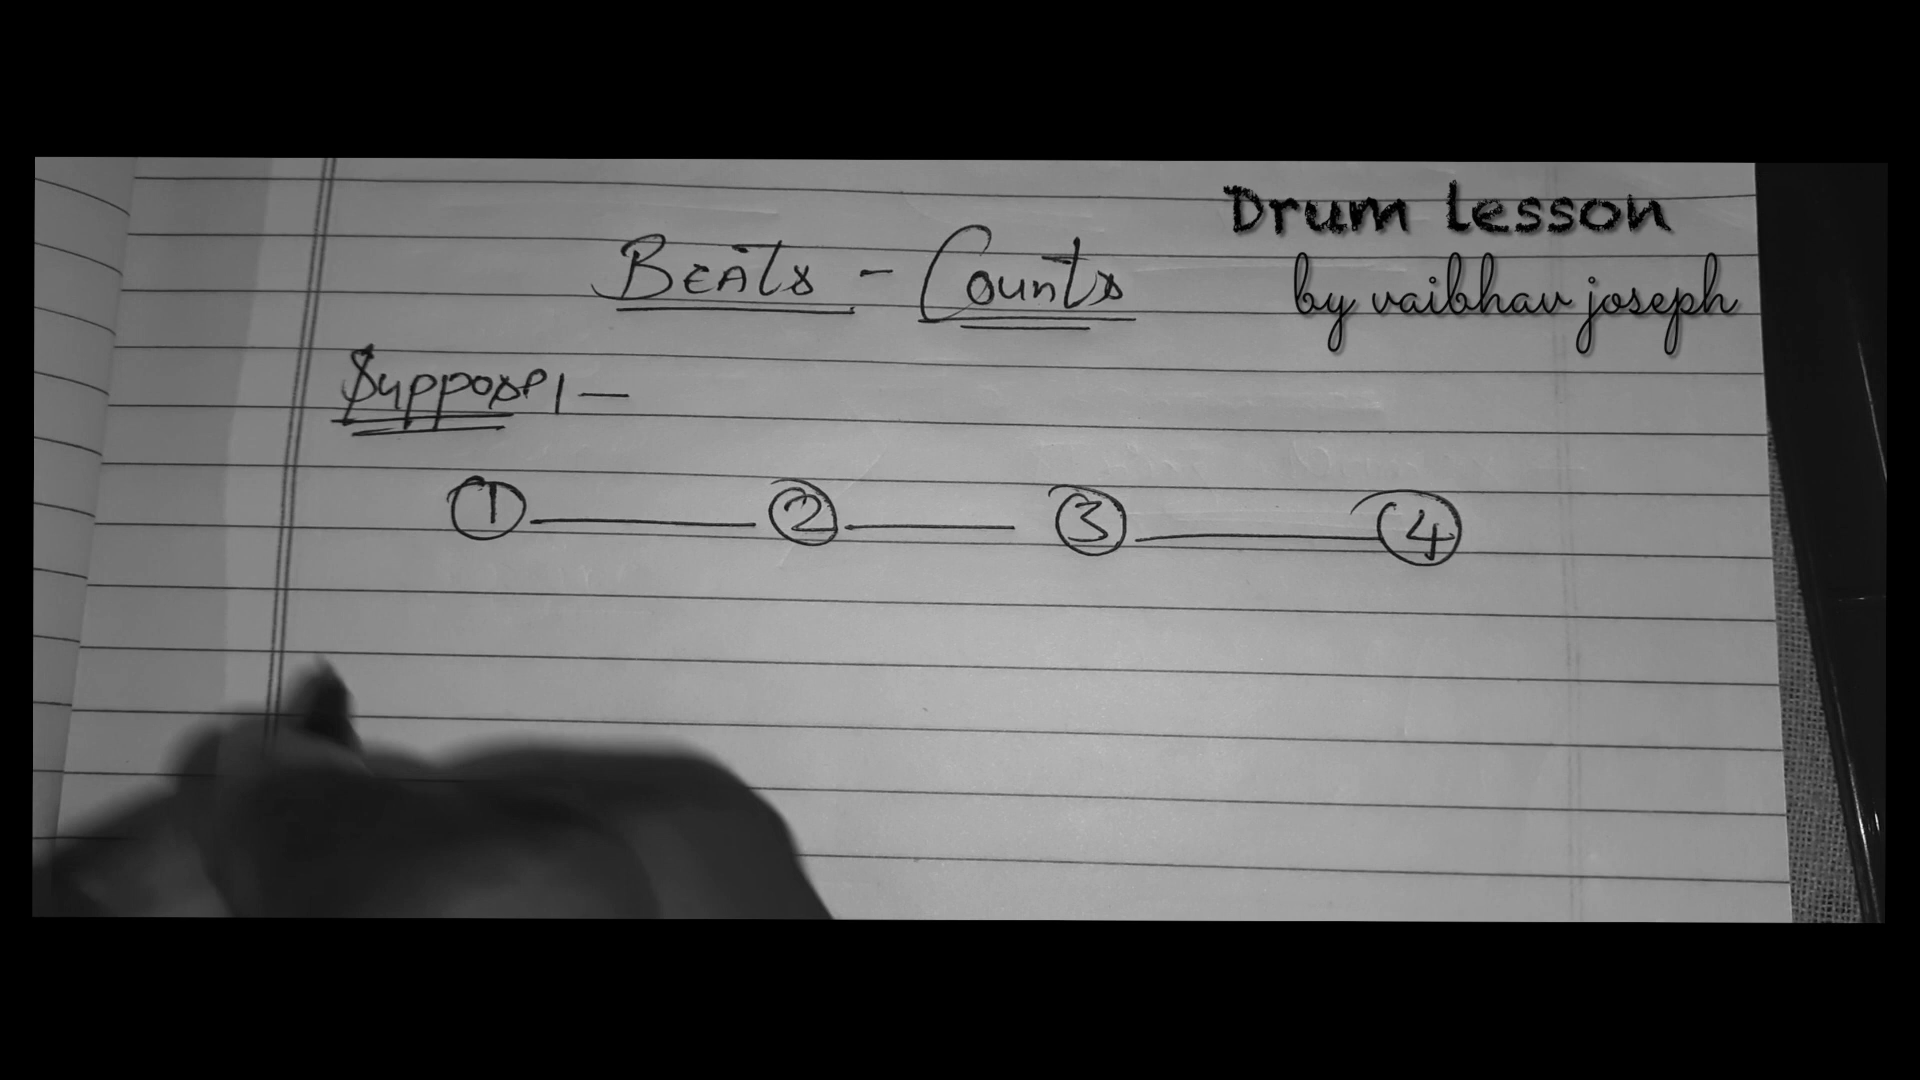 Drum lesson
by vaibhav joseph
Beats - Counts
Suppose :-
① ② ③ ④